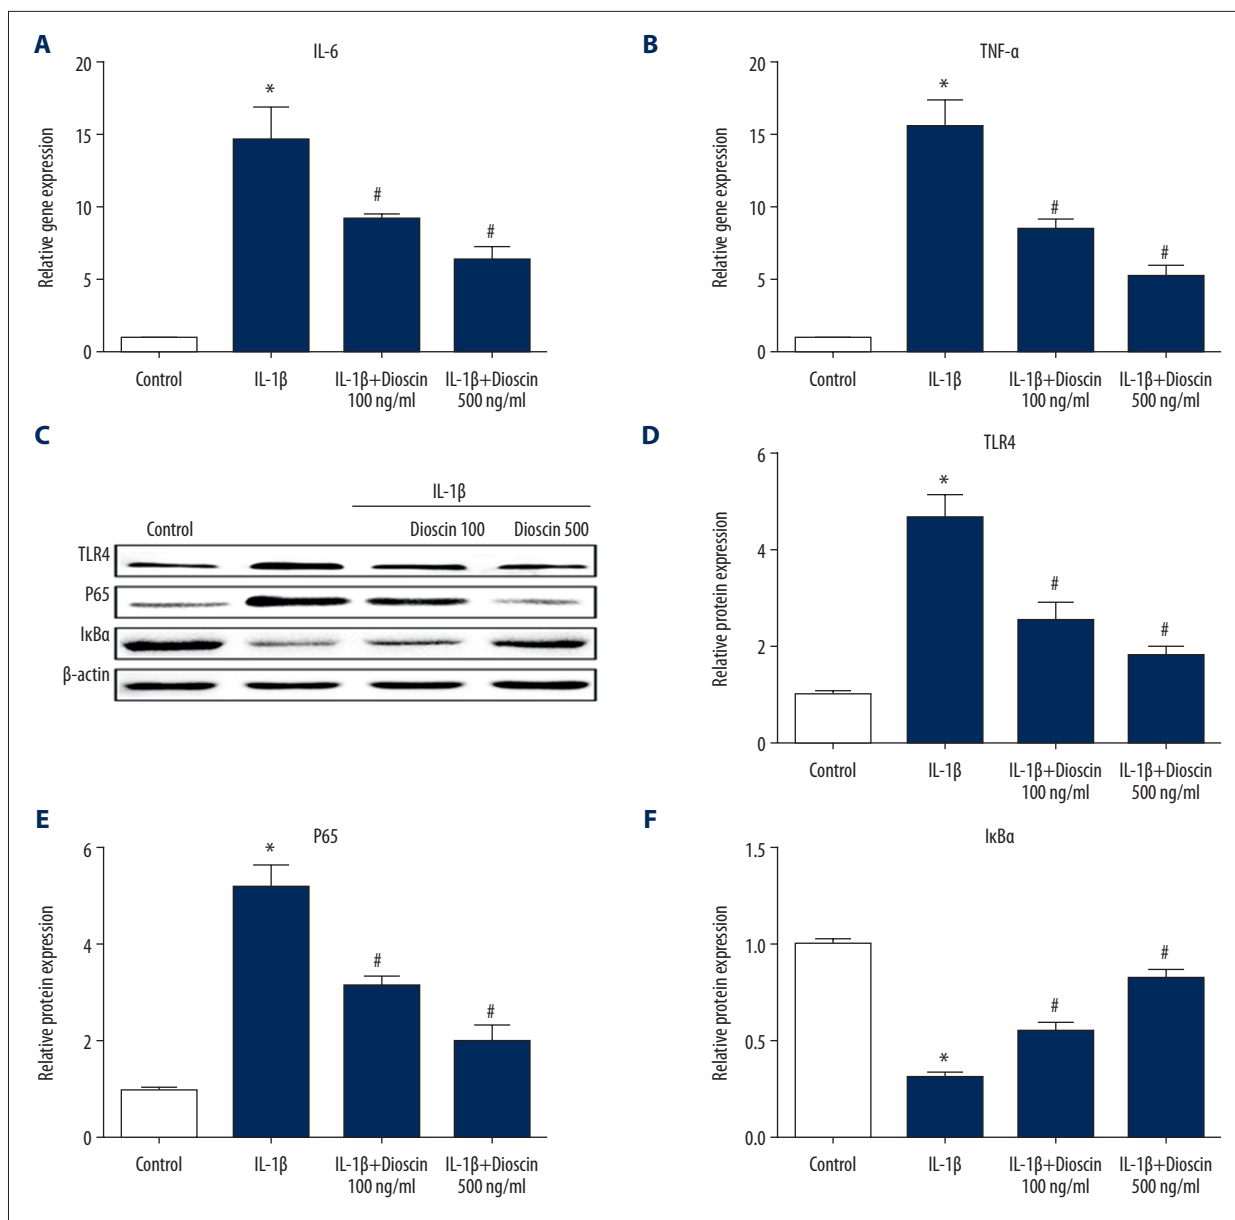 A
IL-6
Relative gene expression
20
15
10
5
0
*
#
#
Control
IL-1β
IL-1β+Dioscin
100 ng/ml
IL-1β+Dioscin
500 ng/ml
B
TNF-α
Relative gene expression
20
15
10
5
0
*
#
#
Control
IL-1β
IL-1β+Dioscin
100 ng/ml
IL-1β+Dioscin
500 ng/ml
C
IL-1β
Control
Dioscin 100
Dioscin 500
TLR4
P65
IκBα
β-actin
D
TLR4
Relative protein expression
6
4
2
0
*
#
#
Control
IL-1β
IL-1β+Dioscin
100 ng/ml
IL-1β+Dioscin
500 ng/ml
E
P65
Relative protein expression
6
4
2
0
*
#
#
Control
IL-1β
IL-1β+Dioscin
100 ng/ml
IL-1β+Dioscin
500 ng/ml
F
IκBα
Relative protein expression
1.5
1.0
0.5
0.0
*
#
#
Control
IL-1β
IL-1β+Dioscin
100 ng/ml
IL-1β+Dioscin
500 ng/ml